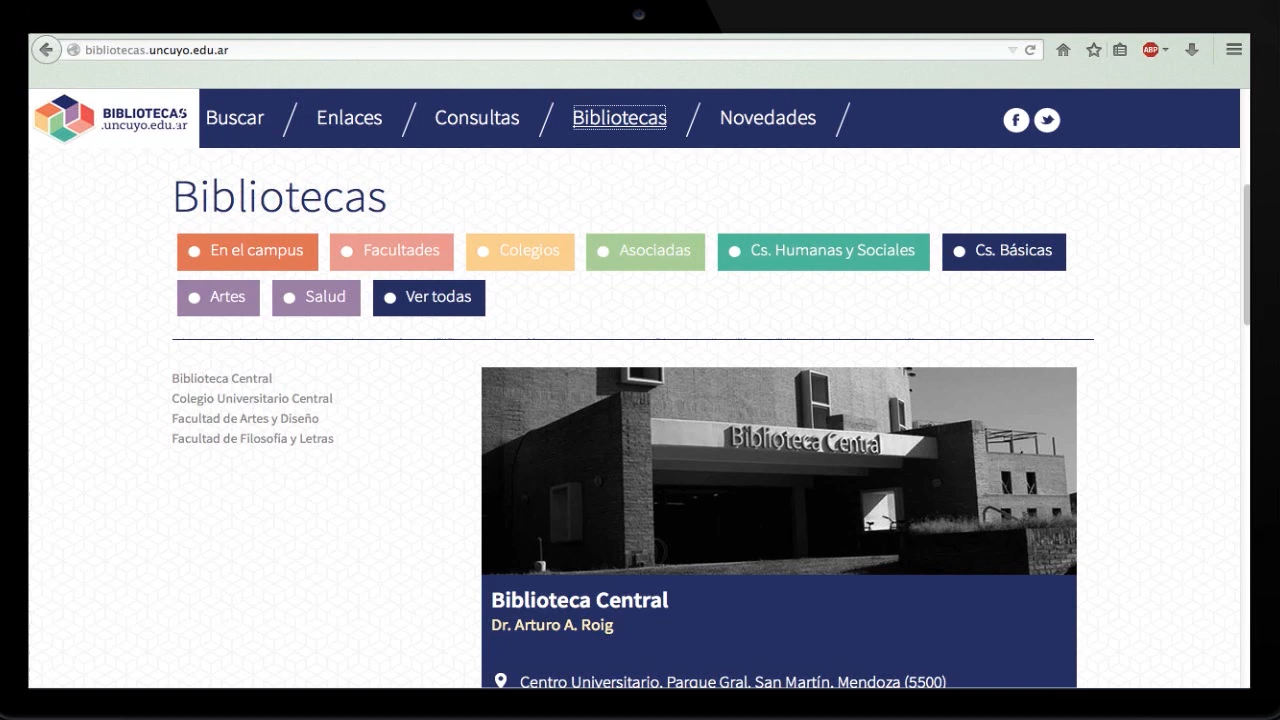 bibliotecas.uncuyo.edu.ar
ABP
BIBLIOTECAS
.uncuyo.edu.ar
Buscar
Enlaces
Consultas
Bibliotecas
Novedades
Bibliotecas
En el campus
Facultades
Colegios
Asociadas
Cs. Humanas y Sociales
Cs. Básicas
Artes
Salud
Ver todas
Biblioteca Central
Colegio Universitario Central
Facultad de Artes y Diseño
Facultad de Filosofía y Letras
Biblioteca Central
Biblioteca Central
Dr. Arturo A. Roig
Centro Universitario, Parque Gral. San Martín, Mendoza (5500)